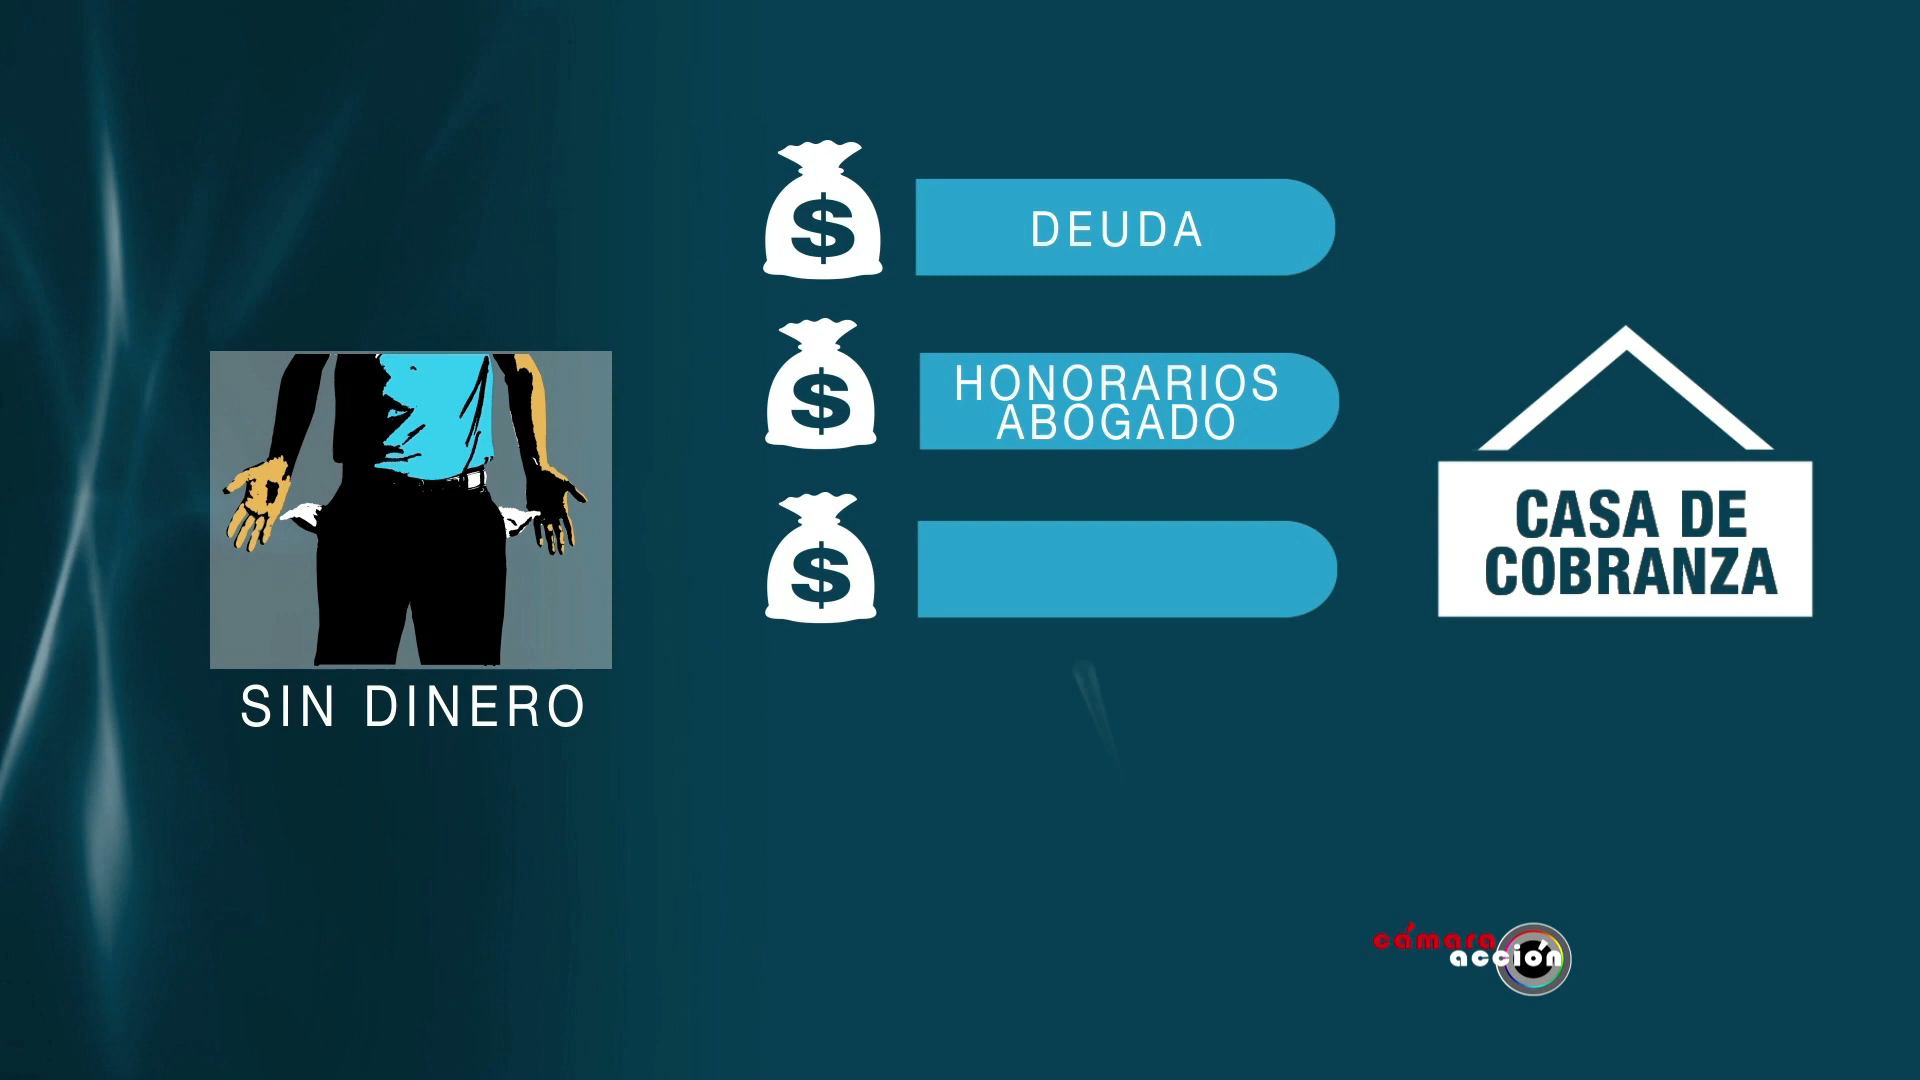 $ DEUDA
$ HONORARIOS
ABOGADO
$
SIN DINERO
CASA DE
COBRANZA
cámara
acción